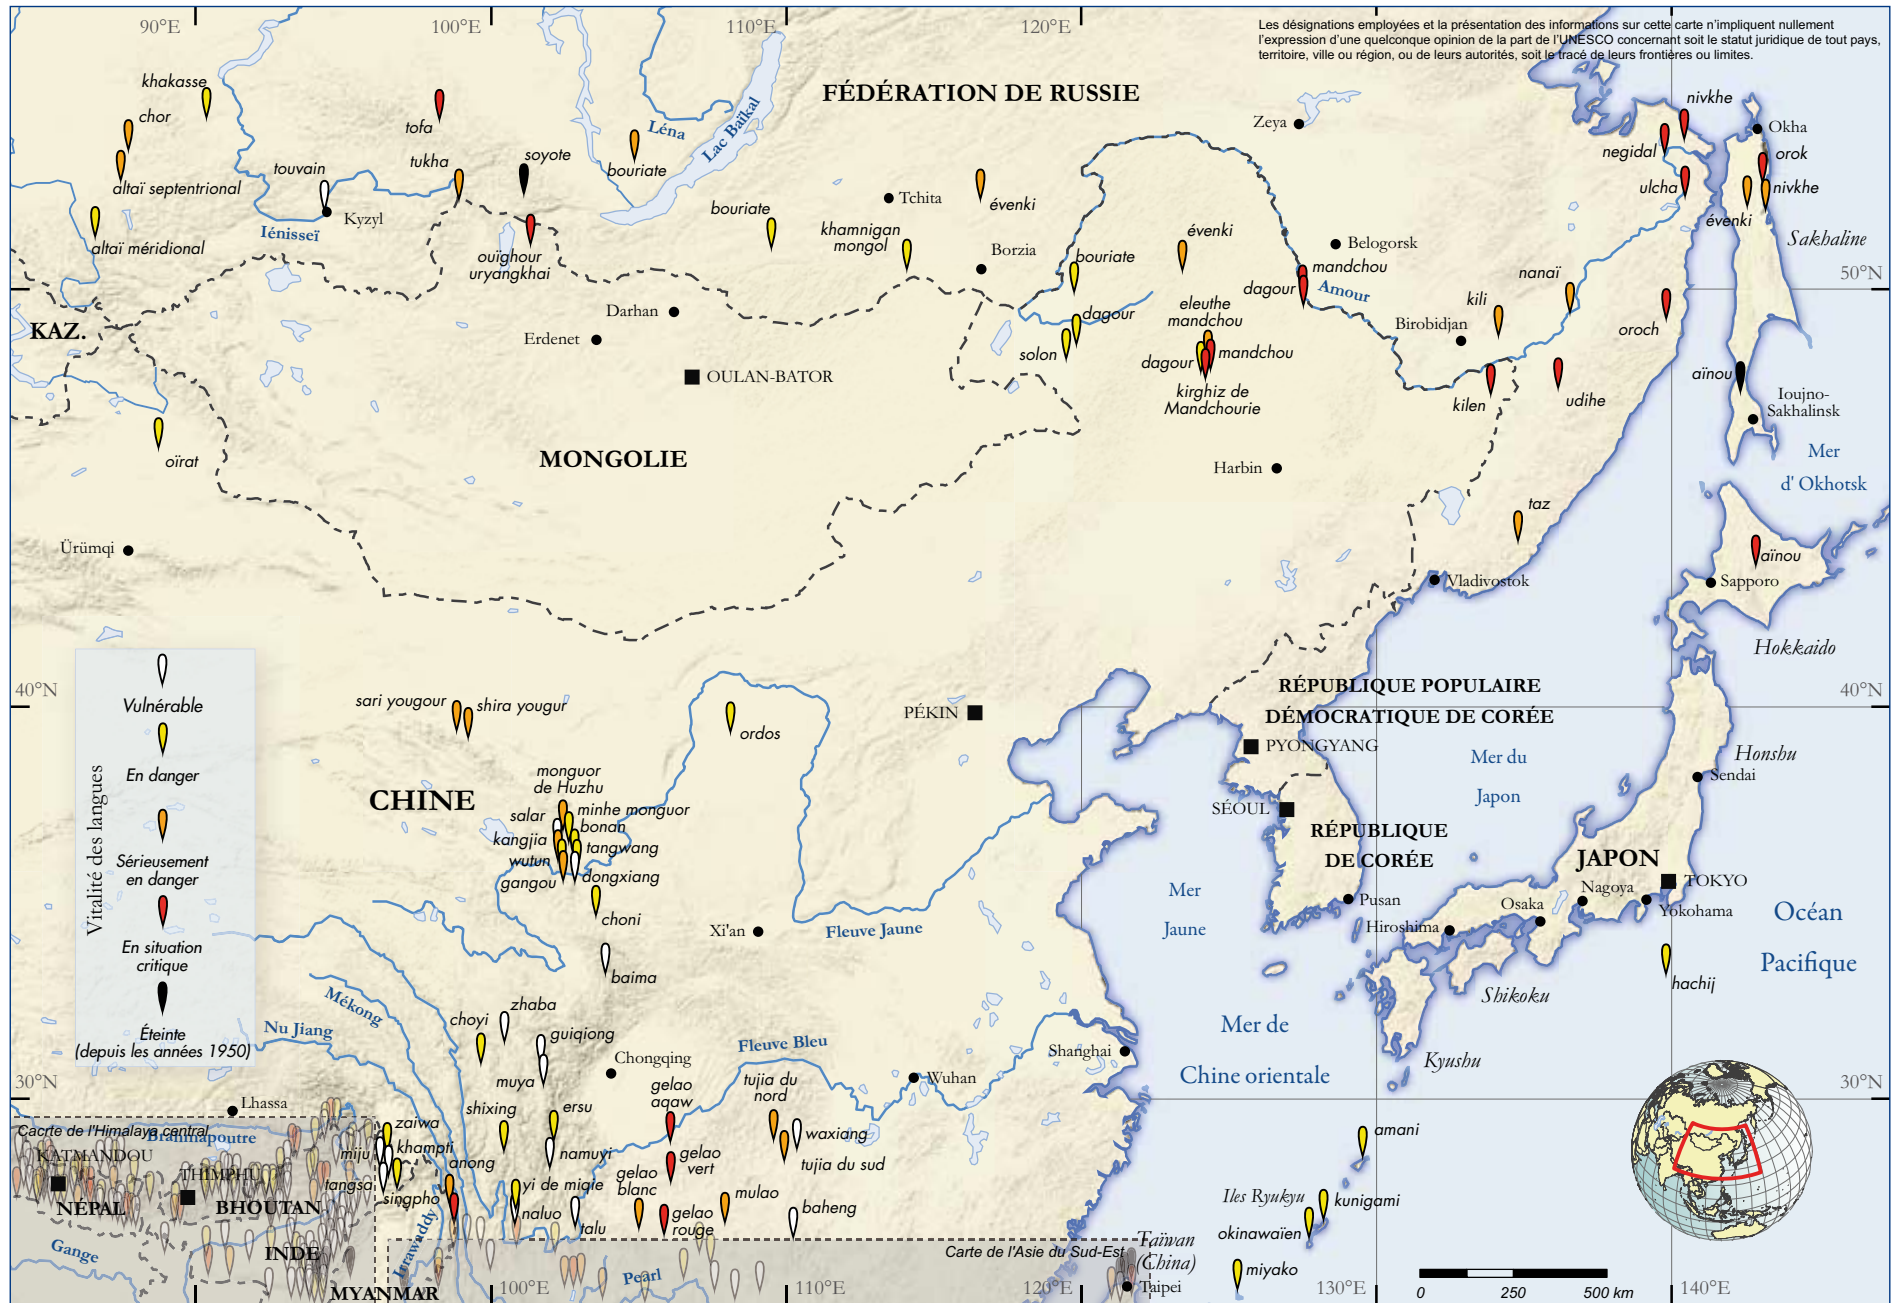 90°E
100°E
110°E
120°E
Les désignations employées et la présentation des informations sur cette carte n'impliquent nullement
l'expression d'une quelconque opinion de la part de l'UNESCO concernant soit le statut juridique de tout pays,
territoire, ville ou région, ou de leurs autorités, soit le tracé de leurs frontières ou limites.
khakasse
chor
altaï septentrional
altaï méridional
touvain
Kyzyl
Iénisseï
tofa
tukha
soyote
ouïghour
uryangkhai
bouriate
Léna
Lac Baïkal
FÉDÉRATION DE RUSSIE
Zeya
nivkhe
Okha
negidal
orok
ulcha
nivkhe
évenki
Sakhaline
bouriate
Tchita
khamnigan
mongol
évenki
Borzia
bouriate
évenki
Belogorsk
mandchou
dagour
Amour
nanaï
50°N
kili
Birobidjan
oroch
KAZ.
Darhan
Erdenet
OULAN-BATOR
dagour
solon
eleuthe
mandchou
dagour
mandchou
kirghiz de
Mandchourie
kilen
udihe
aïnou
Ioujno-
Sakhalinsk
oïrat
MONGOLIE
Harbin
Mer
d' Okhotsk
taz
Ürümqi
aïnou
Vladivostok
Sapporo
Hokkaido
Vitalité des langues
Vulnérable
En danger
Sérieusement
en danger
En situation
critique
Éteinte
(depuis les années 1950)
40°N
sari yougour
shira yougur
ordos
PÉKIN
RÉPUBLIQUE POPULAIRE
DÉMOCRATIQUE DE CORÉE
40°N
PYONGYANG
Mer du
Japon
Honshu
Sendai
CHINE
monguor
de Huzhu
salar
minhe monguor
kangjia
bonan
wutun
tangwang
gangou
dongxiang
choni
SÉOUL
RÉPUBLIQUE
DE CORÉE
JAPON
TOKYO
Nagoya
Yokohama
Osaka
Pusan
Hiroshima
Mer
Jaune
Xi'an
Fleuve Jaune
Océan
Pacifique
hachij
Shikoku
Kyushu
baima
Mékong
Nu Jiang
zhaba
choyi
guiqiong
muya
Chongqing
Fleuve Bleu
Wuhan
Shanghai
Mer de
Chine orientale
30°N
30°N
Lhassa
Cacrte de l'Himalaya central
Brahmapoutre
KATMANDOU
THIMPHU
NÉPAL
BHOUTAN
INDE
Gange
MYANMAR
zaiwa
khampti
miju
tangsa
singpho
anong
Irrawaddy
shixing
ersu
namuyi
yi de miqie
naluo
talu
gelao
aqaw
gelao
vert
gelao
blanc
gelao
rouge
tujia du
nord
waxiang
tujia du sud
mulao
baheng
Pearl
Carte de l'Asie du Sud-Est
Taïwan
(China)
Taipei
amani
Iles Ryukyu
kunigami
okinawaïen
miyako
100°E
110°E
120°E
130°E
140°E
0
250
500 km